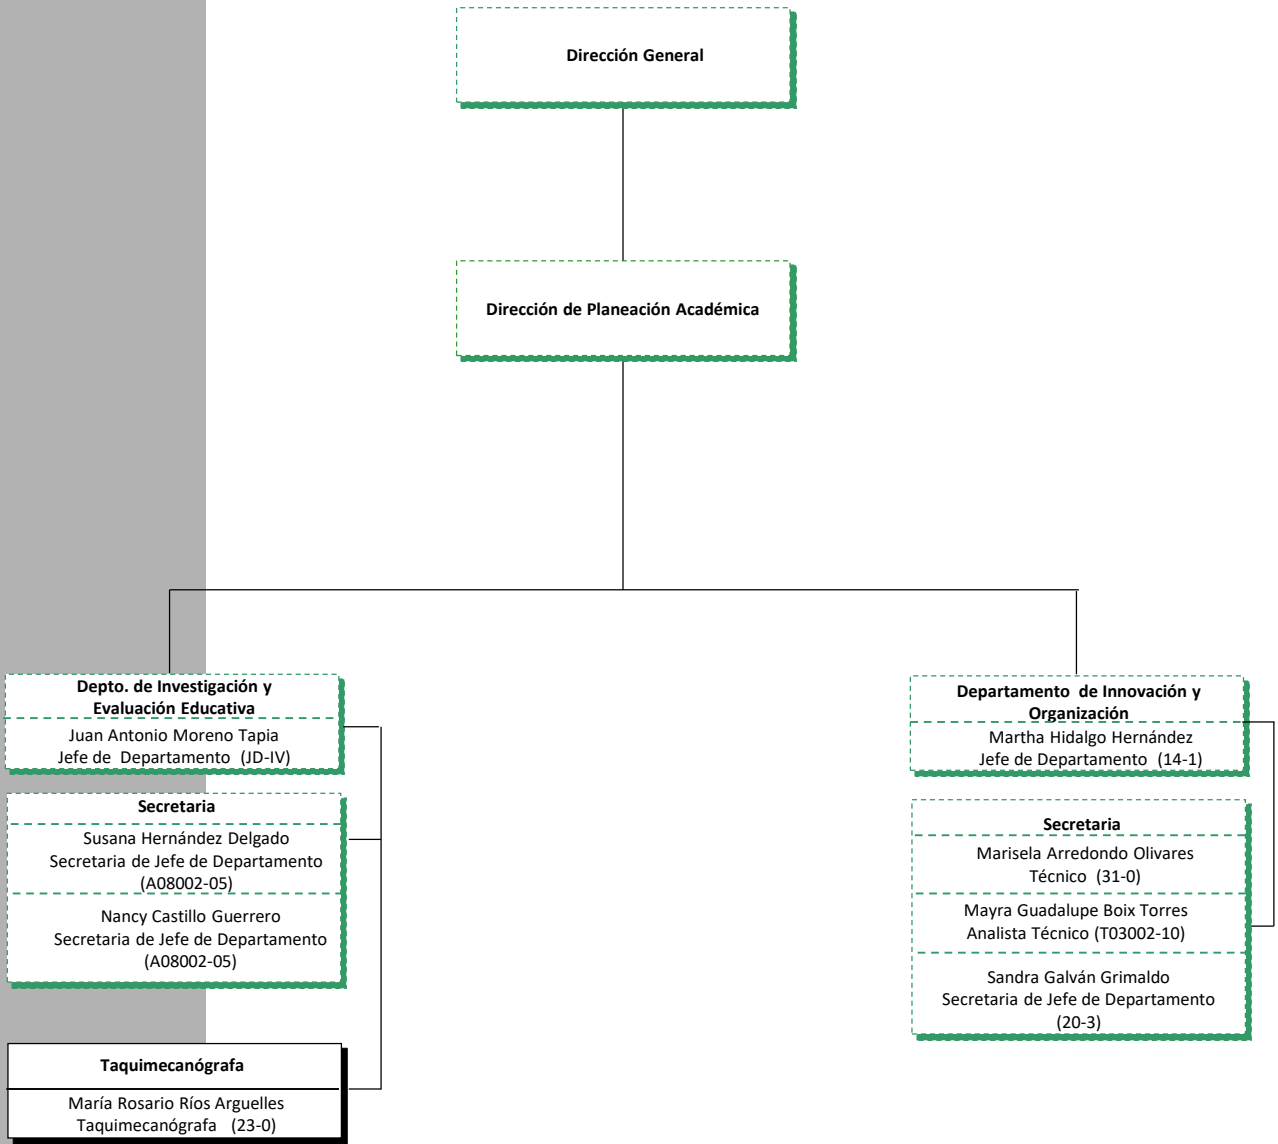 Dirección General
Dirección de Planeación Académica
Depto. de Investigación y
Evaluación Educativa
Juan Antonio Moreno Tapia
Jefe de Departamento (JD-IV)
Secretaria
Susana Hernández Delgado
Secretaria de Jefe de Departamento
(A08002-05)
Nancy Castillo Guerrero
Secretaria de Jefe de Departamento
(A08002-05)
Taquimecanógrafa
María Rosario Ríos Arguelles
Taquimecanógrafa (23-0)
Departamento de Innovación y
Organización
Martha Hidalgo Hernández
Jefe de Departamento (14-1)
Secretaria
Marisela Arredondo Olivares
Técnico (31-0)
Mayra Guadalupe Boix Torres
Analista Técnico (T03002-10)
Sandra Galván Grimaldo
Secretaria de Jefe de Departamento
(20-3)